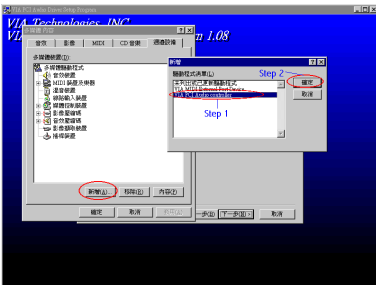 VIA PCI Audio Driver Setup Program
VIA Technologies, INC.
多媒體 內容
音效
影像
MIDI
CD 音樂
週邊設備
多媒體裝置(D):
多媒體驅動程式
音效裝置
MIDI 裝置及樂器
混音裝置
線路輸入裝置
媒體控制裝置
影像壓縮碼
音效壓縮碼
影像擷取裝置
搖桿裝置
新增(A)...
移除(R)
內容(P)
確定
取消
m 1.08
新增
驅動程式清單(L)
Step 2
未列出或已更新驅動程式
VIA MIDI External Port Device
VIA PCI Audio controller
Step 1
確定
取消
下一步(N) >
取消